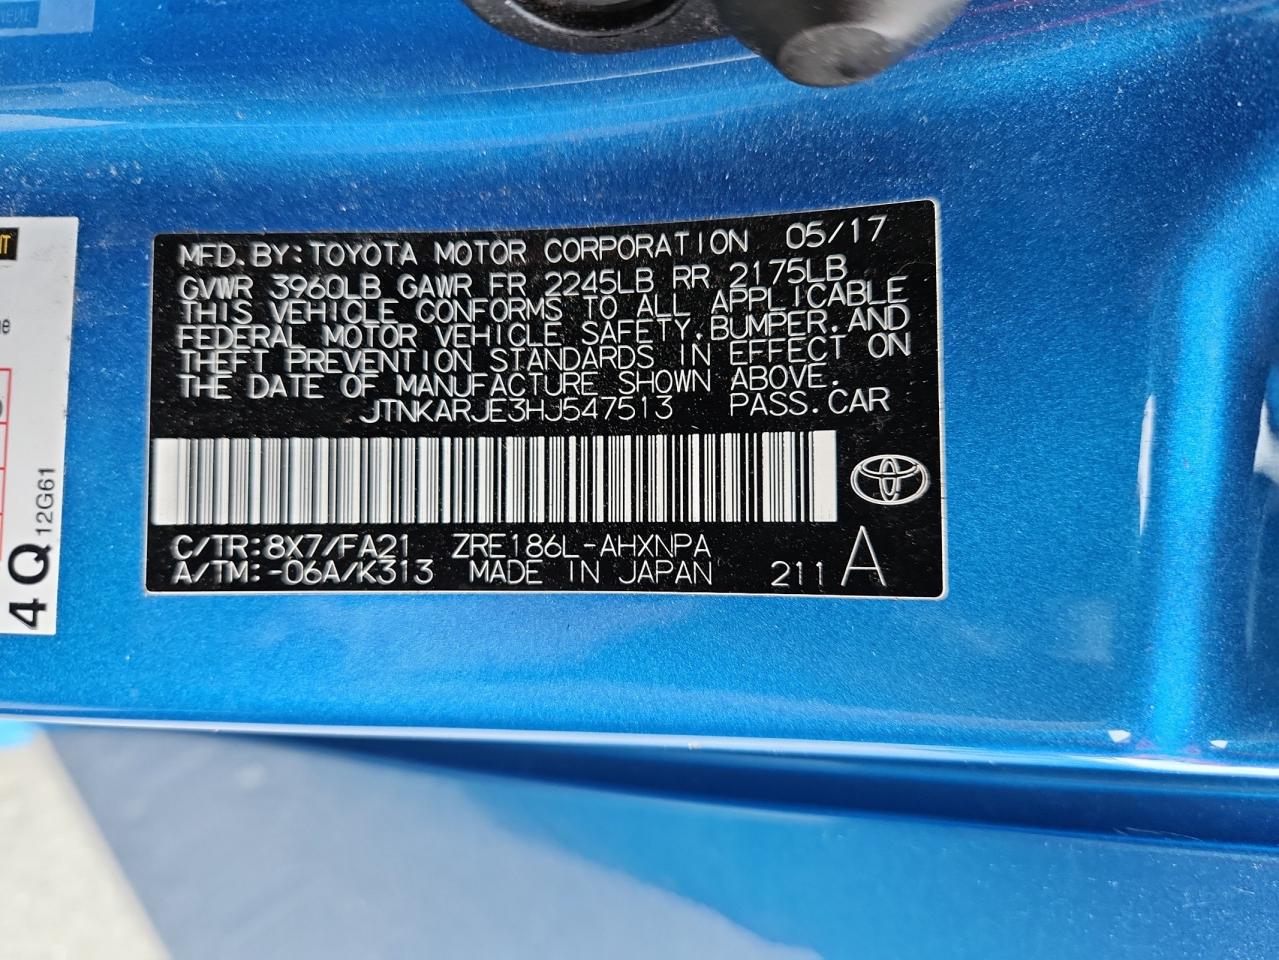 MFD.BY:TOYOTA MOTOR CORPORATION 05/17
GVWR 3960LB GAWR FR 2245LB RR 2175LB
THIS VEHICLE CONFORMS TO ALL APPLICABLE
FEDERAL MOTOR VEHICLE SAFETY,BUMPER,AND
THEFT PREVENTION STANDARDS IN EFFECT ON
THE DATE OF MANUFACTURE SHOWN ABOVE.
JTNKARJE3HJ547513 PASS.CAR
C/TR:8X7/FA21 ZRE186L-AHXNPA
A/TM:-06A/K313 MADE IN JAPAN 211 A
4Q 12G61